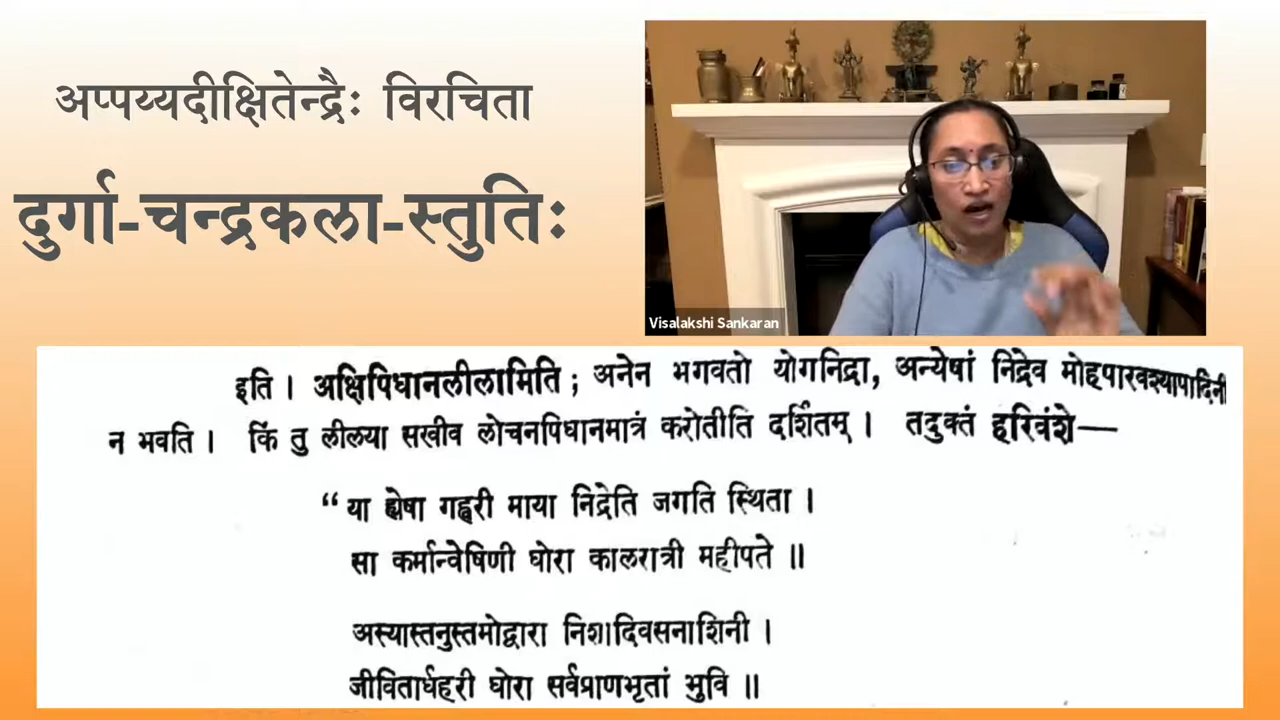 अप्पय्यदीक्षितेन्द्रैः विरचिता
दुर्गा-चन्द्रकला-स्तुतिः
Visalakshi Sankaran
इति । अक्षिपिधानलीलामिति ; अनेन भगवतो योगनिद्रा, अन्येषां निद्रेव मोहपारवश्यापादिनी
न भवति । किं तु लीलया सखीव लोचनपिधानमात्रं करोतीति दर्शितम् । तदुक्तं हरिवंशे—
“ या ह्येषा गह्वरी माया निद्रेति जगति स्थिता ।
सा कर्मान्वेषिणी घोरा कालरात्री महीपते ॥
अस्यास्तनुस्तमोद्वारा निशादिवसनाशिनी ।
जीवितार्धहरी घोरा सर्वप्राणभृतां भुवि ॥